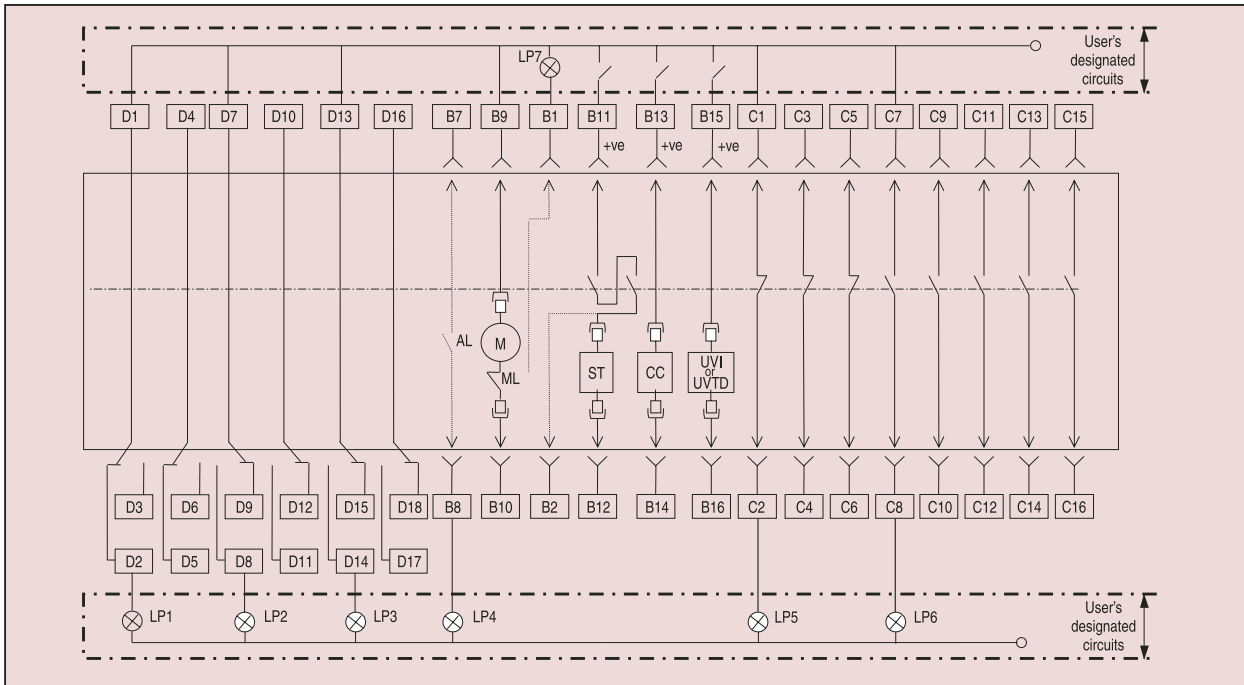 User's
designated
circuits
LP7
D1 D4 D7 D10 D13 D16 B7 B9 B1 B11 B13 B15 C1 C3 C5 C7 C9 C11 C13 C15
+ve +ve +ve
AL M ML ST CC UVI
or
UVTD
D3 D6 D9 D12 D15 D18 B8 B10 B2 B12 B14 B16 C2 C4 C6 C8 C10 C12 C14 C16
D2 D5 D8 D11 D14 D17
LP1 LP2 LP3 LP4 LP5 LP6
User's
designated
circuits